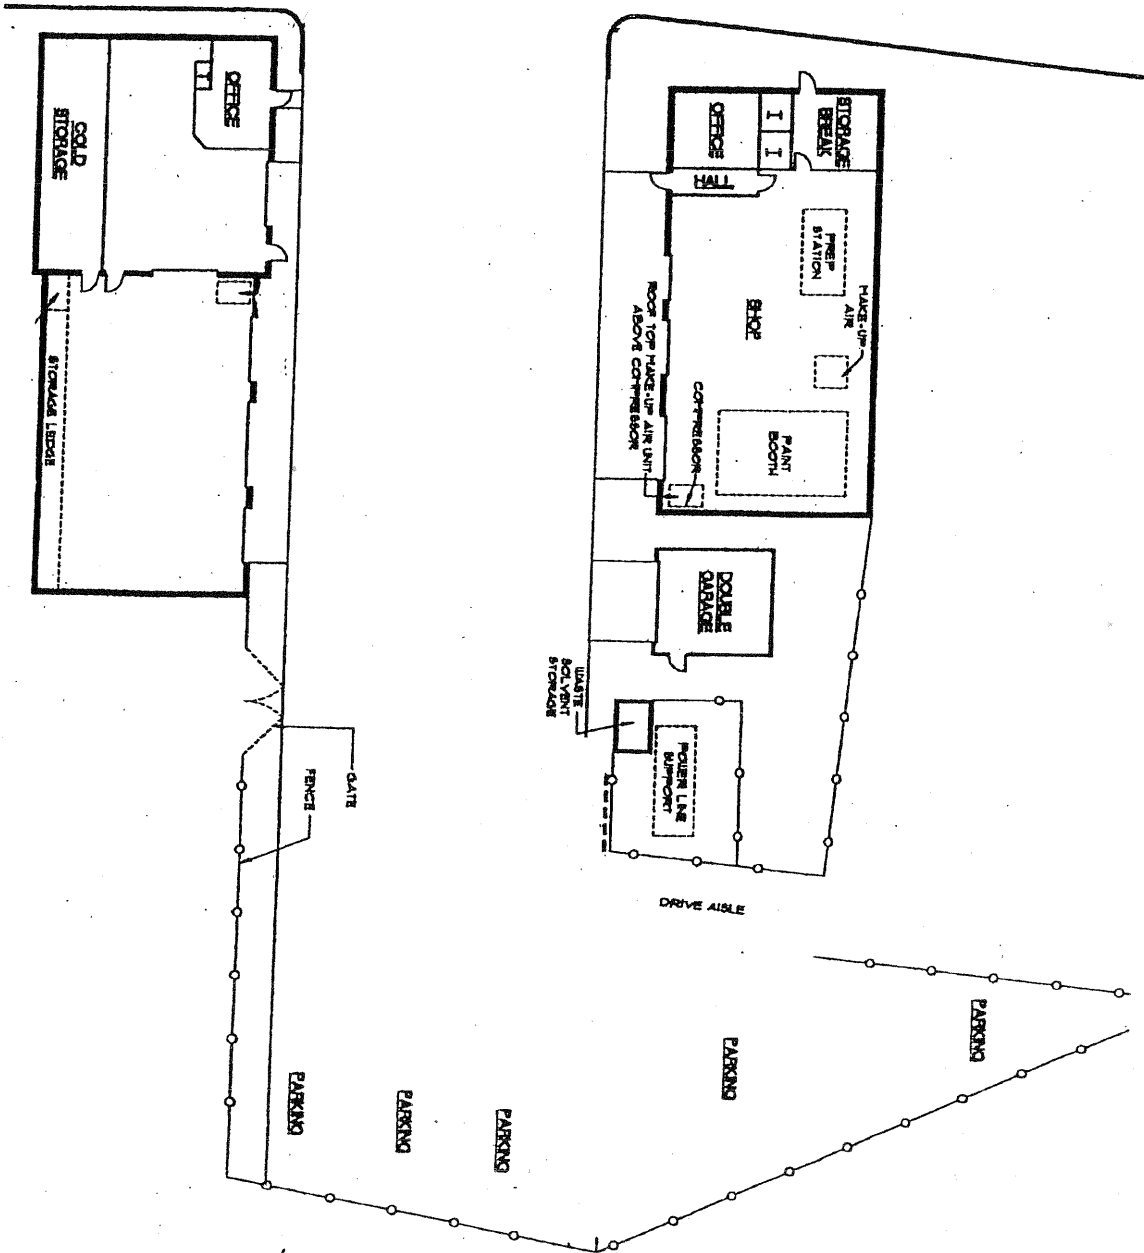 OFFICE
COLD
STORAGE
STORAGE LEDGE
OFFICE
I
I
STORAGE
BREAK
HALL
PREP
STATION
MAKE-UP
AIR
SHOP
ROOF TOP MAKE-UP AIR UNIT
ABOVE COMPRESSOR
COMPRESSOR
PAINT
BOOTH
DOUBLE
GARAGE
WASTE
SOLVENT
STORAGE
POWER LINE
SUPPORT
GATE
FENCE
DRIVE AISLE
PARKING
PARKING
PARKING
PARKING
PARKING